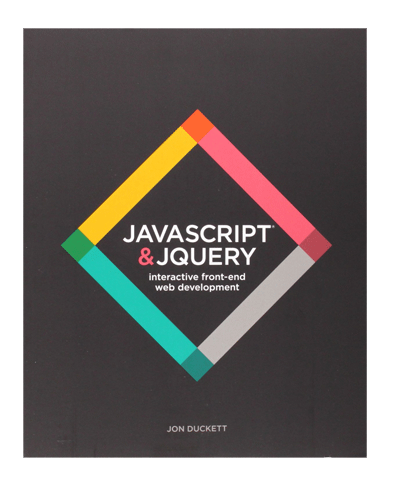 JAVASCRIPT®
& JQUERY
interactive front-end
web development
JON DUCKETT